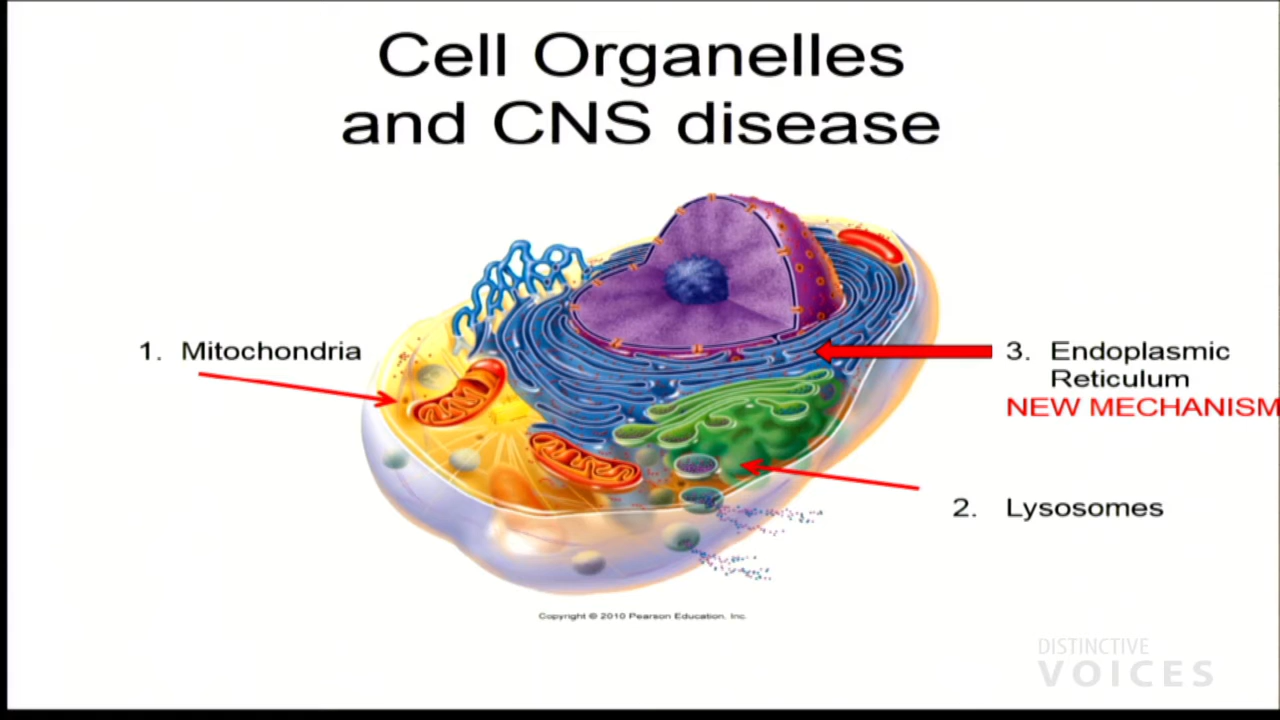 Cell Organelles
and CNS disease
1. Mitochondria
3. Endoplasmic
Reticulum
NEW MECHANISM
2. Lysosomes
Copyright © 2010 Pearson Education, Inc.
DISTINCTIVE
VOICES